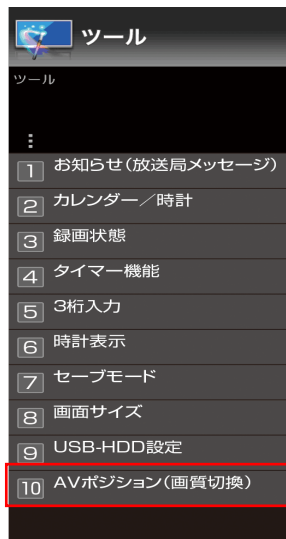 ツール
ツール
⋮
1 お知らせ(放送局メッセージ)
2 カレンダー/時計
3 録画状態
4 タイマー機能
5 3桁入力
6 時計表示
7 セーブモード
8 画面サイズ
9 USB-HDD設定
10 AVポジション(画質切換)